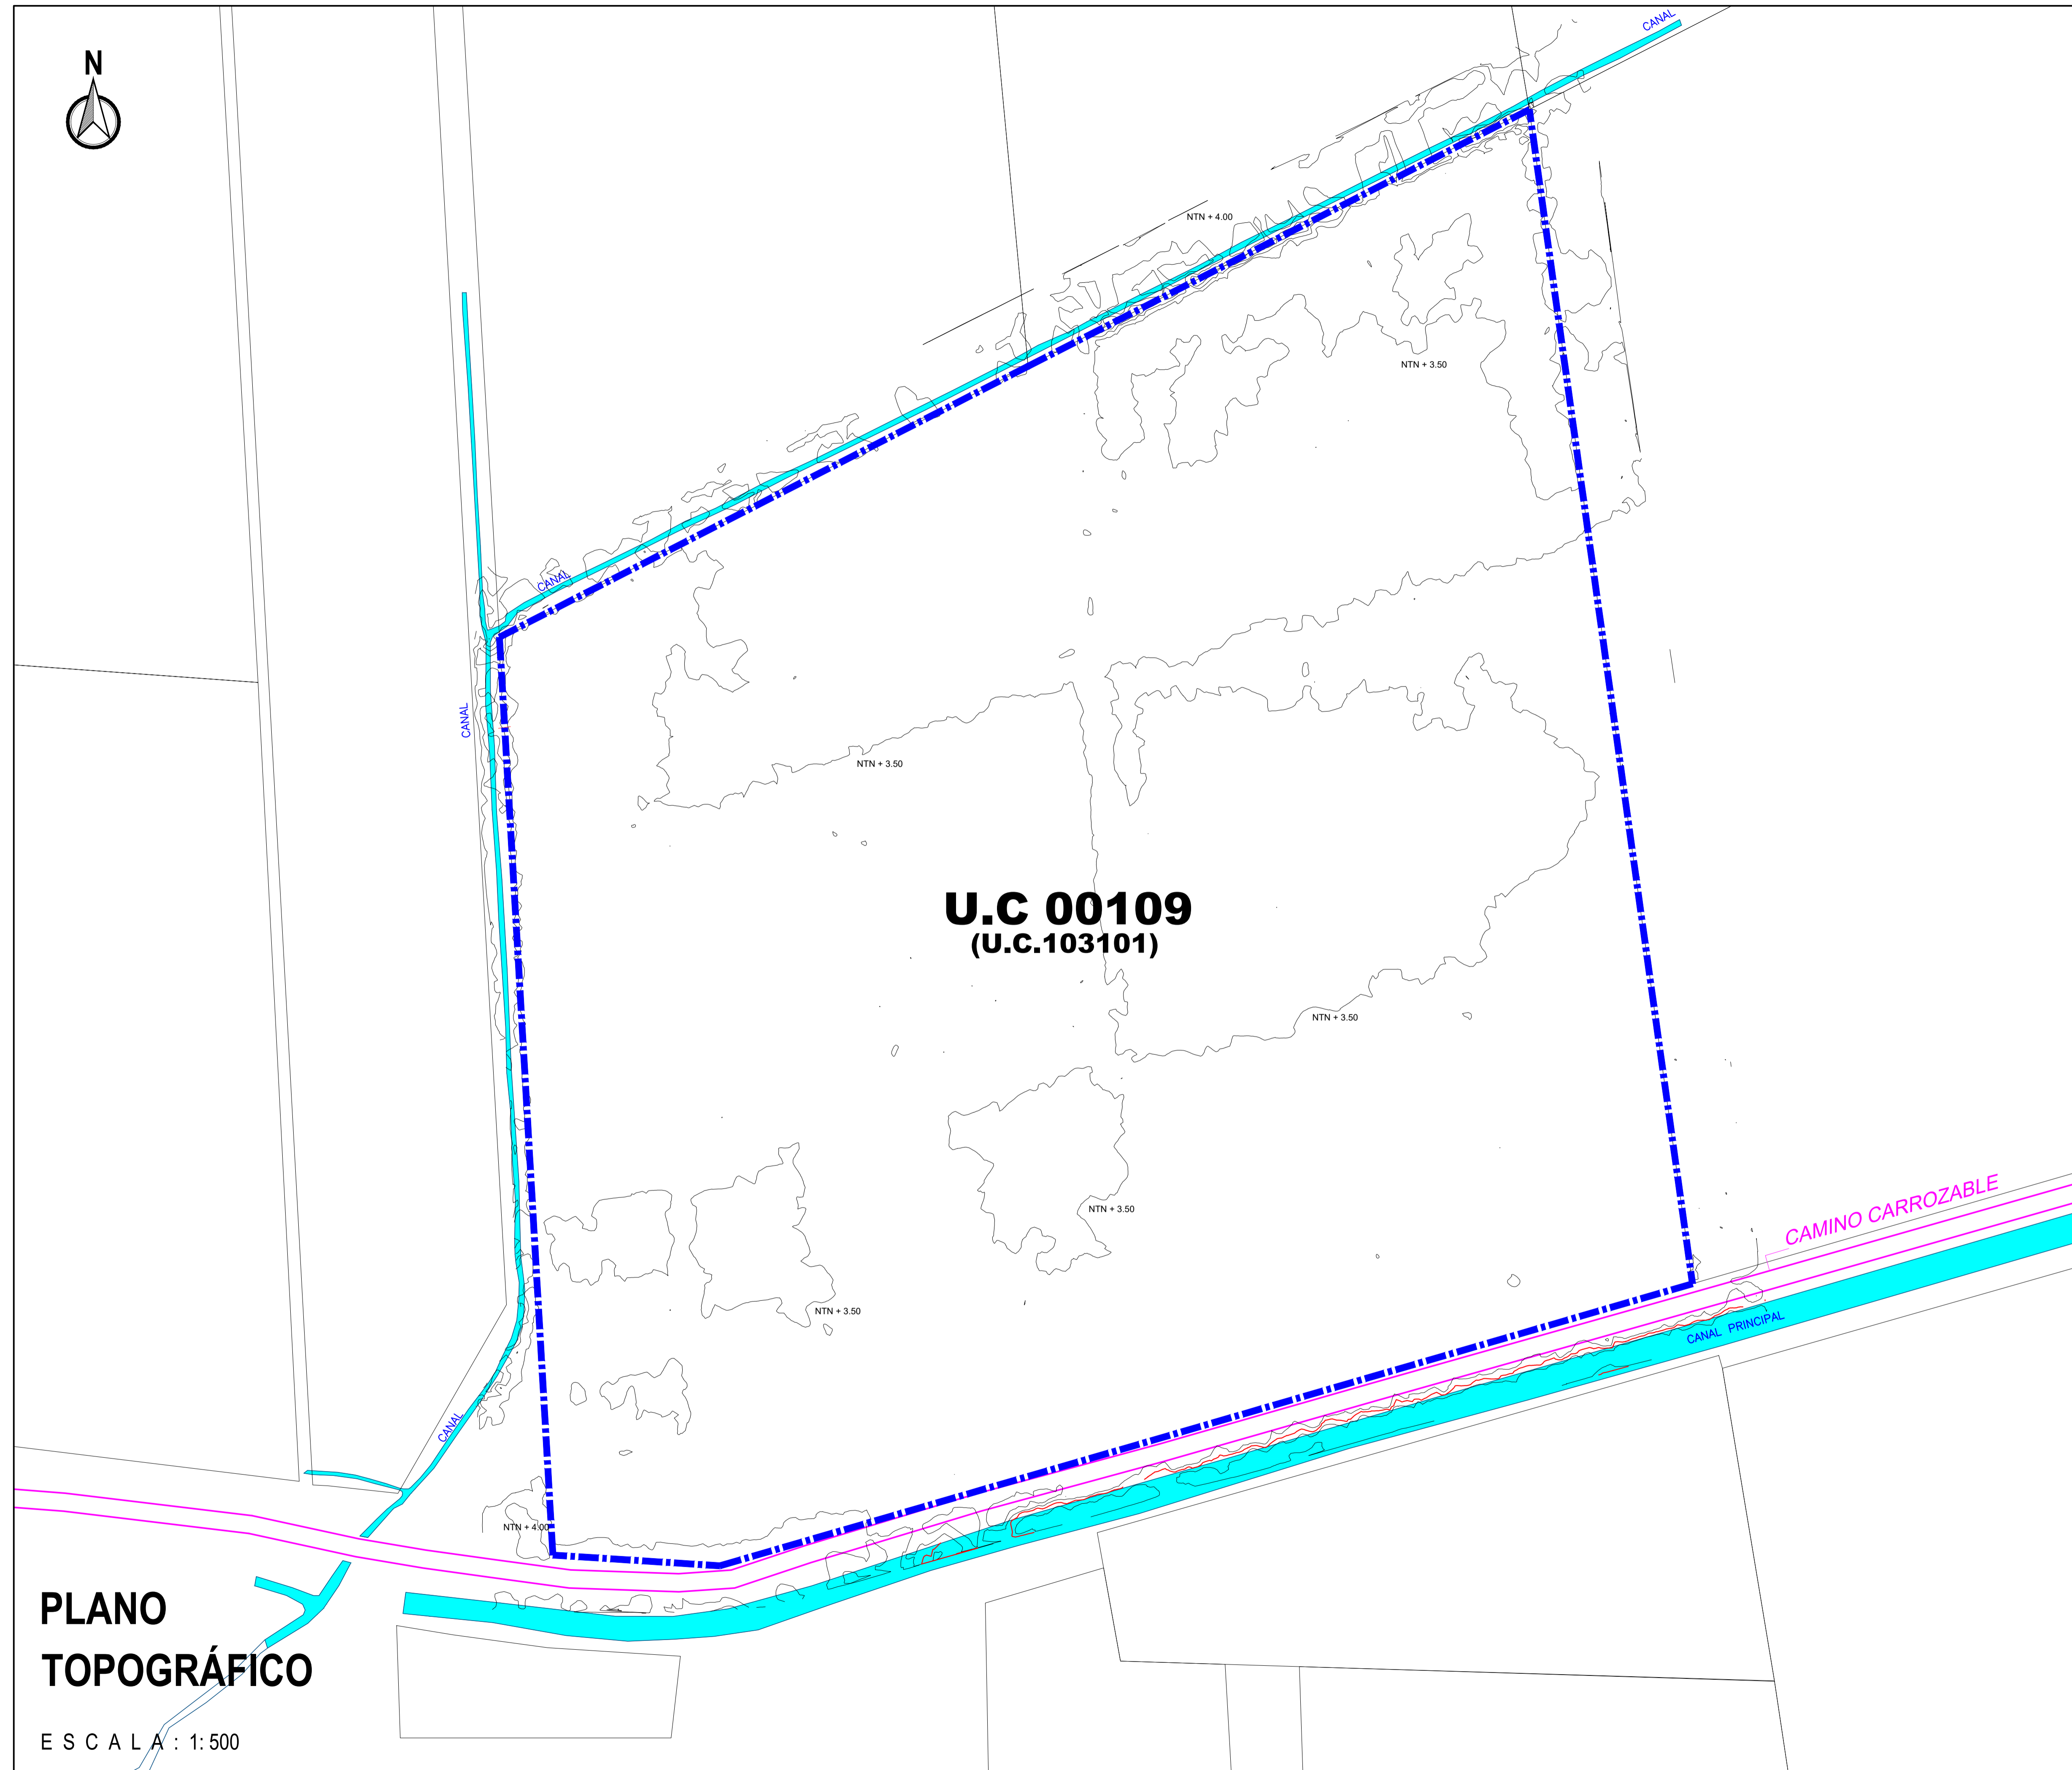 CANAL
N
NTN + 4.00
NTN + 3.50
CANAL
CANAL
NTN + 3.50
U.C 00109
(U.C.103101)
NTN + 3.50
CAMINO CARROZABLE
NTN + 3.50
NTN + 3.50
CANAL PRINCIPAL
CANAL
NTN + 4.00
PLANO
TOPOGRÁFICO
ESCALA: 1:500